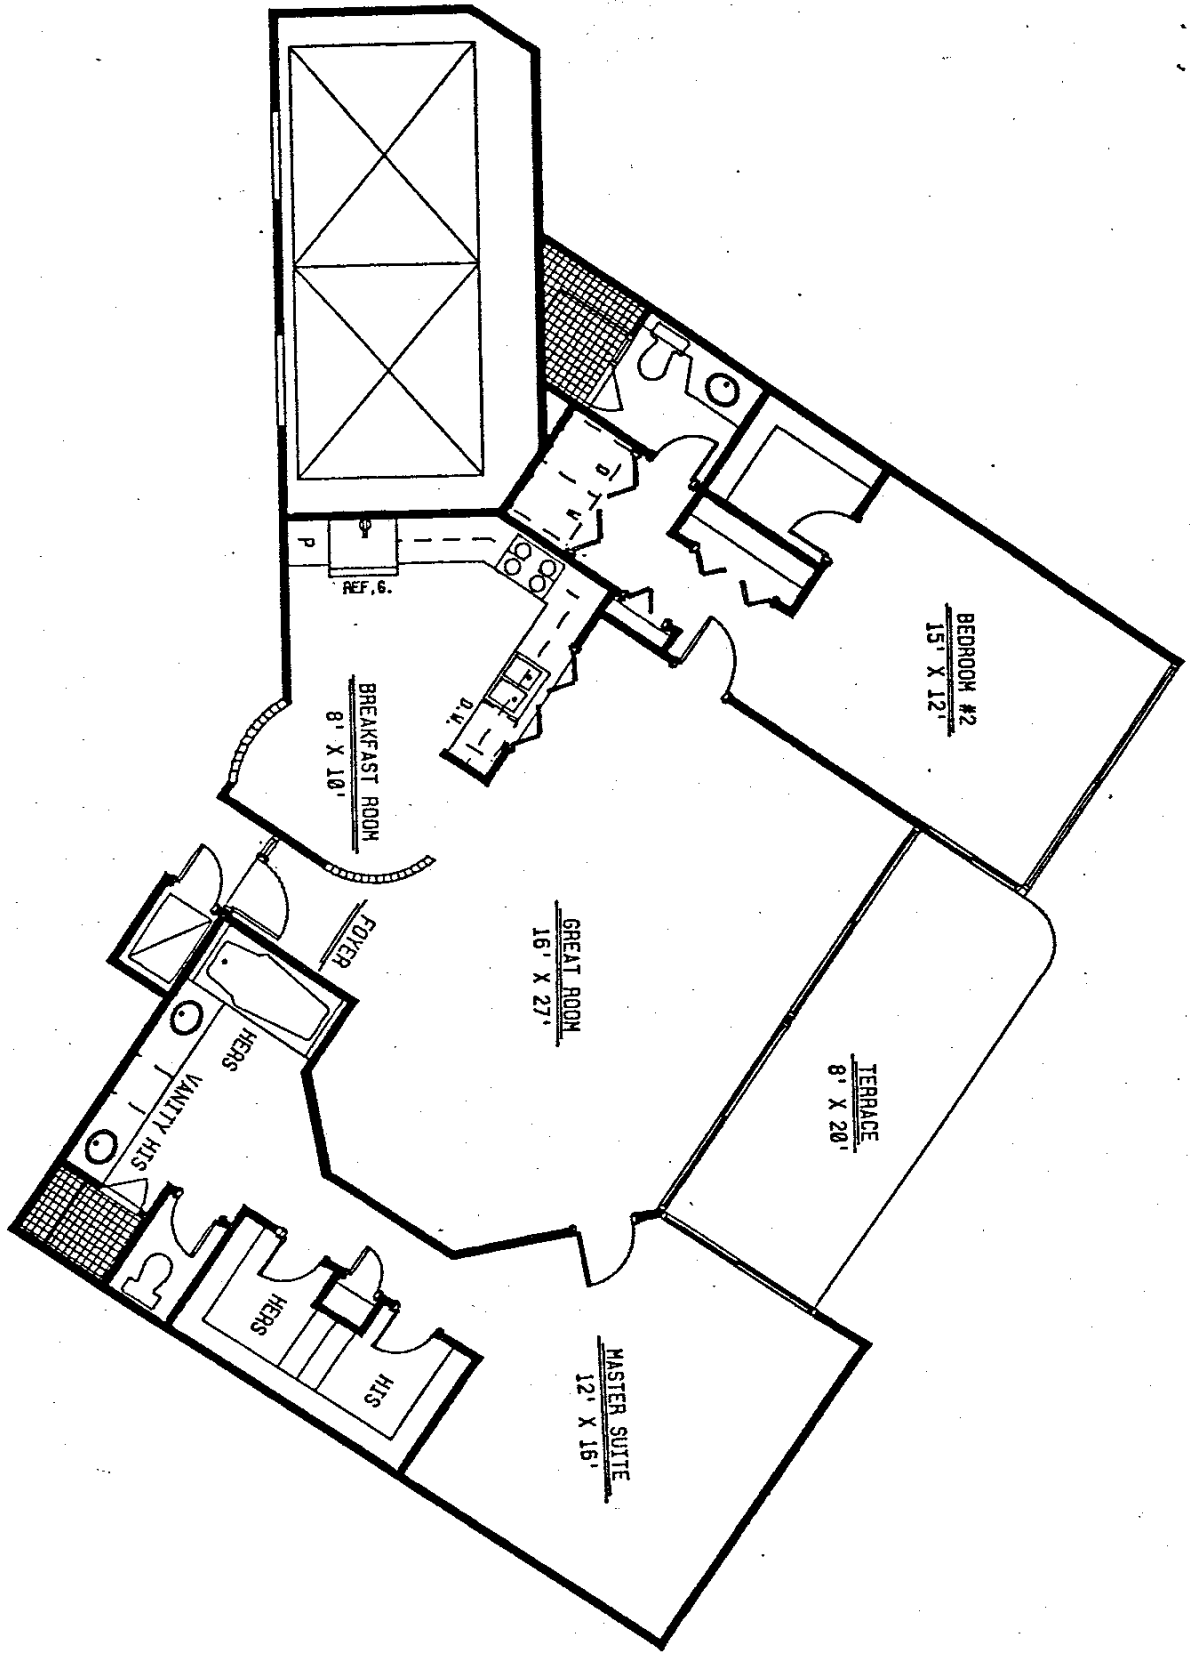 BEDROOM #2
15' X 12'
D
W
P
REF.G.
D.W.
BREAKFAST ROOM
8' X 10'
FOYER
GREAT ROOM
16' X 27'
TERRACE
8' X 20'
HERS
VANITY HIS
HERS
HIS
MASTER SUITE
12' X 16'